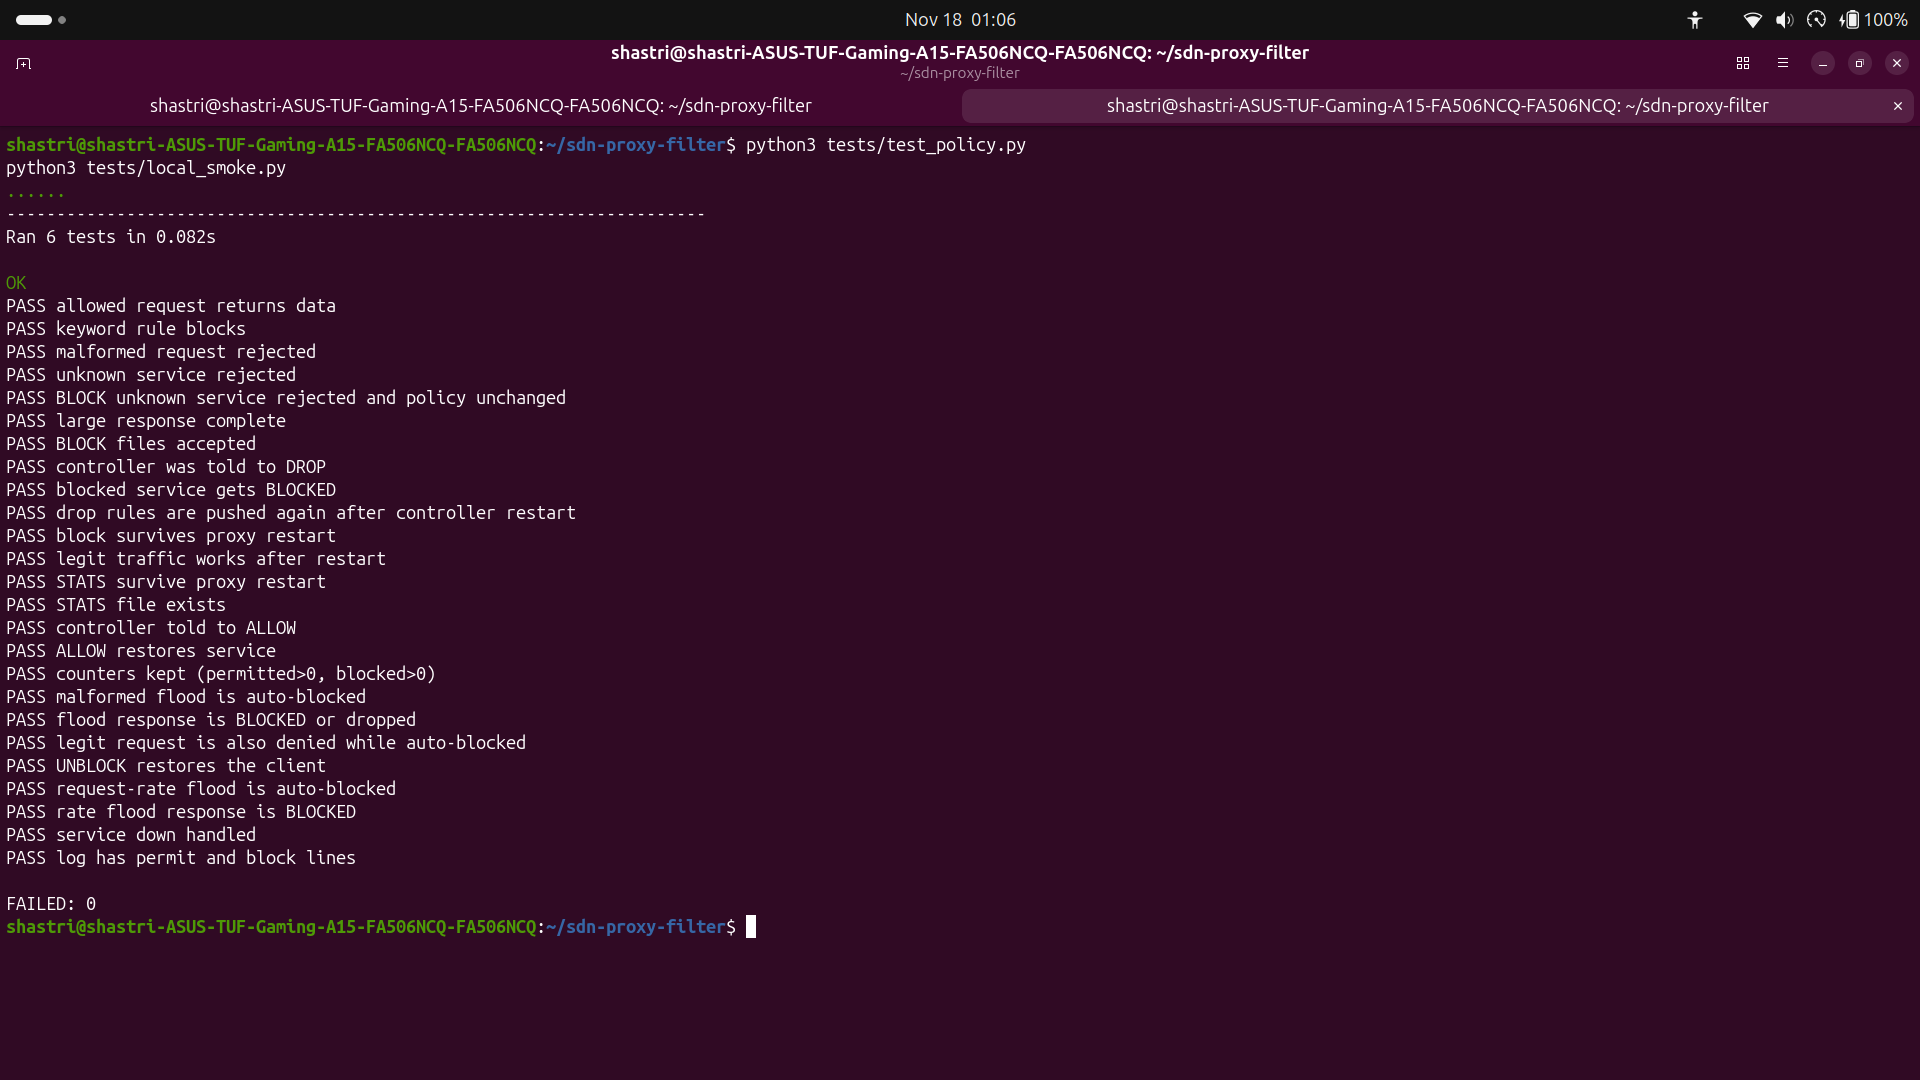 Nov 18 01:06
100%
shastri@shastri-ASUS-TUF-Gaming-A15-FA506NCQ-FA506NCQ: ~/sdn-proxy-filter
~/sdn-proxy-filter
shastri@shastri-ASUS-TUF-Gaming-A15-FA506NCQ-FA506NCQ: ~/sdn-proxy-filter
shastri@shastri-ASUS-TUF-Gaming-A15-FA506NCQ-FA506NCQ: ~/sdn-proxy-filter
shastri@shastri-ASUS-TUF-Gaming-A15-FA506NCQ-FA506NCQ:~/sdn-proxy-filter$ python3 tests/test_policy.py
python3 tests/local_smoke.py
......
----------------------------------------------------------------------
Ran 6 tests in 0.082s
OK
PASS allowed request returns data
PASS keyword rule blocks
PASS malformed request rejected
PASS unknown service rejected
PASS BLOCK unknown service rejected and policy unchanged
PASS large response complete
PASS BLOCK files accepted
PASS controller was told to DROP
PASS blocked service gets BLOCKED
PASS drop rules are pushed again after controller restart
PASS block survives proxy restart
PASS legit traffic works after restart
PASS STATS survive proxy restart
PASS STATS file exists
PASS controller told to ALLOW
PASS ALLOW restores service
PASS counters kept (permitted>0, blocked>0)
PASS malformed flood is auto-blocked
PASS flood response is BLOCKED or dropped
PASS legit request is also denied while auto-blocked
PASS UNBLOCK restores the client
PASS request-rate flood is auto-blocked
PASS rate flood response is BLOCKED
PASS service down handled
PASS log has permit and block lines
FAILED: 0
shastri@shastri-ASUS-TUF-Gaming-A15-FA506NCQ-FA506NCQ:~/sdn-proxy-filter$